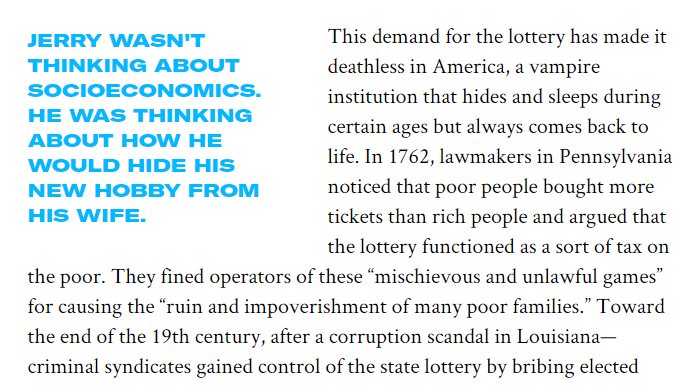 JERRY WASN'T
THINKING ABOUT
SOCIOECONOMICS.
HE WAS THINKING
ABOUT HOW HE
WOULD HIDE HIS
NEW HOBBY FROM
HIS WIFE.
This demand for the lottery has made it
deathless in America, a vampire
institution that hides and sleeps during
certain ages but always comes back to
life. In 1762, lawmakers in Pennsylvania
noticed that poor people bought more
tickets than rich people and argued that
the lottery functioned as a sort of tax on
the poor. They fined operators of these “mischievous and unlawful games”
for causing the “ruin and impoverishment of many poor families.” Toward
the end of the 19th century, after a corruption scandal in Louisiana—
criminal syndicates gained control of the state lottery by bribing elected